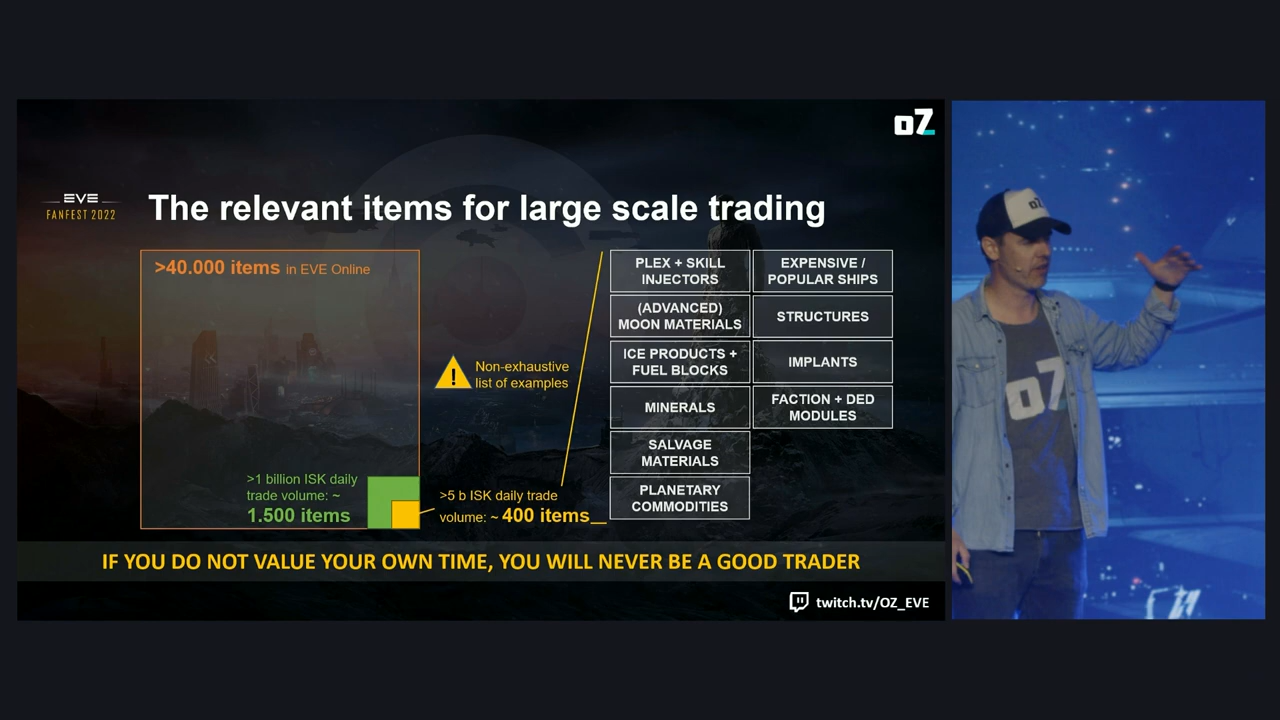 oZ
EVE
FANFEST 2022
The relevant items for large scale trading
>40.000 items in EVE Online
>1 billion ISK daily
trade volume: ~
1.500 items
>5 b ISK daily trade
volume: ~ 400 items_
! Non-exhaustive
list of examples
PLEX + SKILL
INJECTORS
EXPENSIVE /
POPULAR SHIPS
(ADVANCED)
MOON MATERIALS
STRUCTURES
ICE PRODUCTS +
FUEL BLOCKS
IMPLANTS
MINERALS
FACTION + DED
MODULES
SALVAGE
MATERIALS
PLANETARY
COMMODITIES
IF YOU DO NOT VALUE YOUR OWN TIME, YOU WILL NEVER BE A GOOD TRADER
twitch.tv/OZ_EVE
oZ
oZ